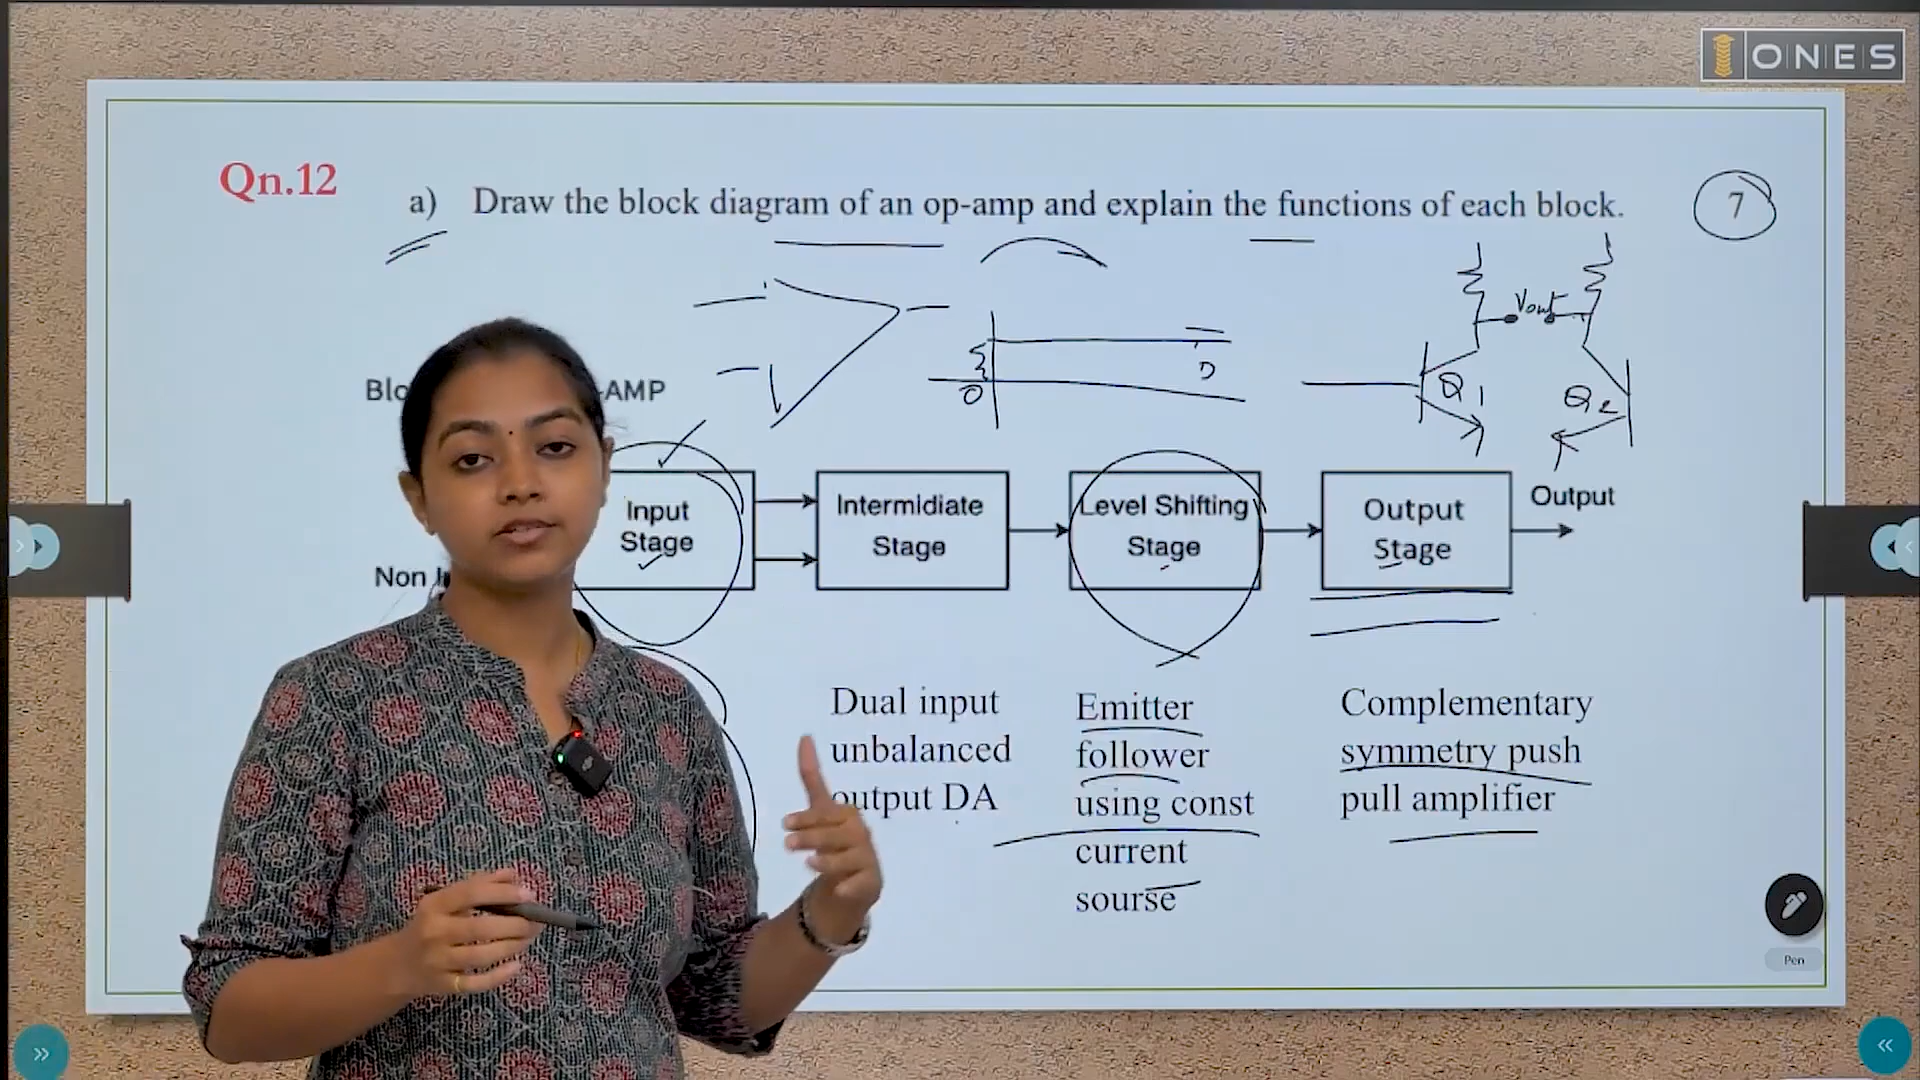 ONES
Qn.12
a) Draw the block diagram of an op-amp and explain the functions of each block.
7
Vout
D
Q1
Q2
-AMP
Input
Stage
Intermidiate
Stage
Level Shifting
Stage
Output
Stage
Output
Non
Dual input
unbalanced
output DA
Emitter
follower
using const
current
sourse
Complementary
symmetry push
pull amplifier
Pen